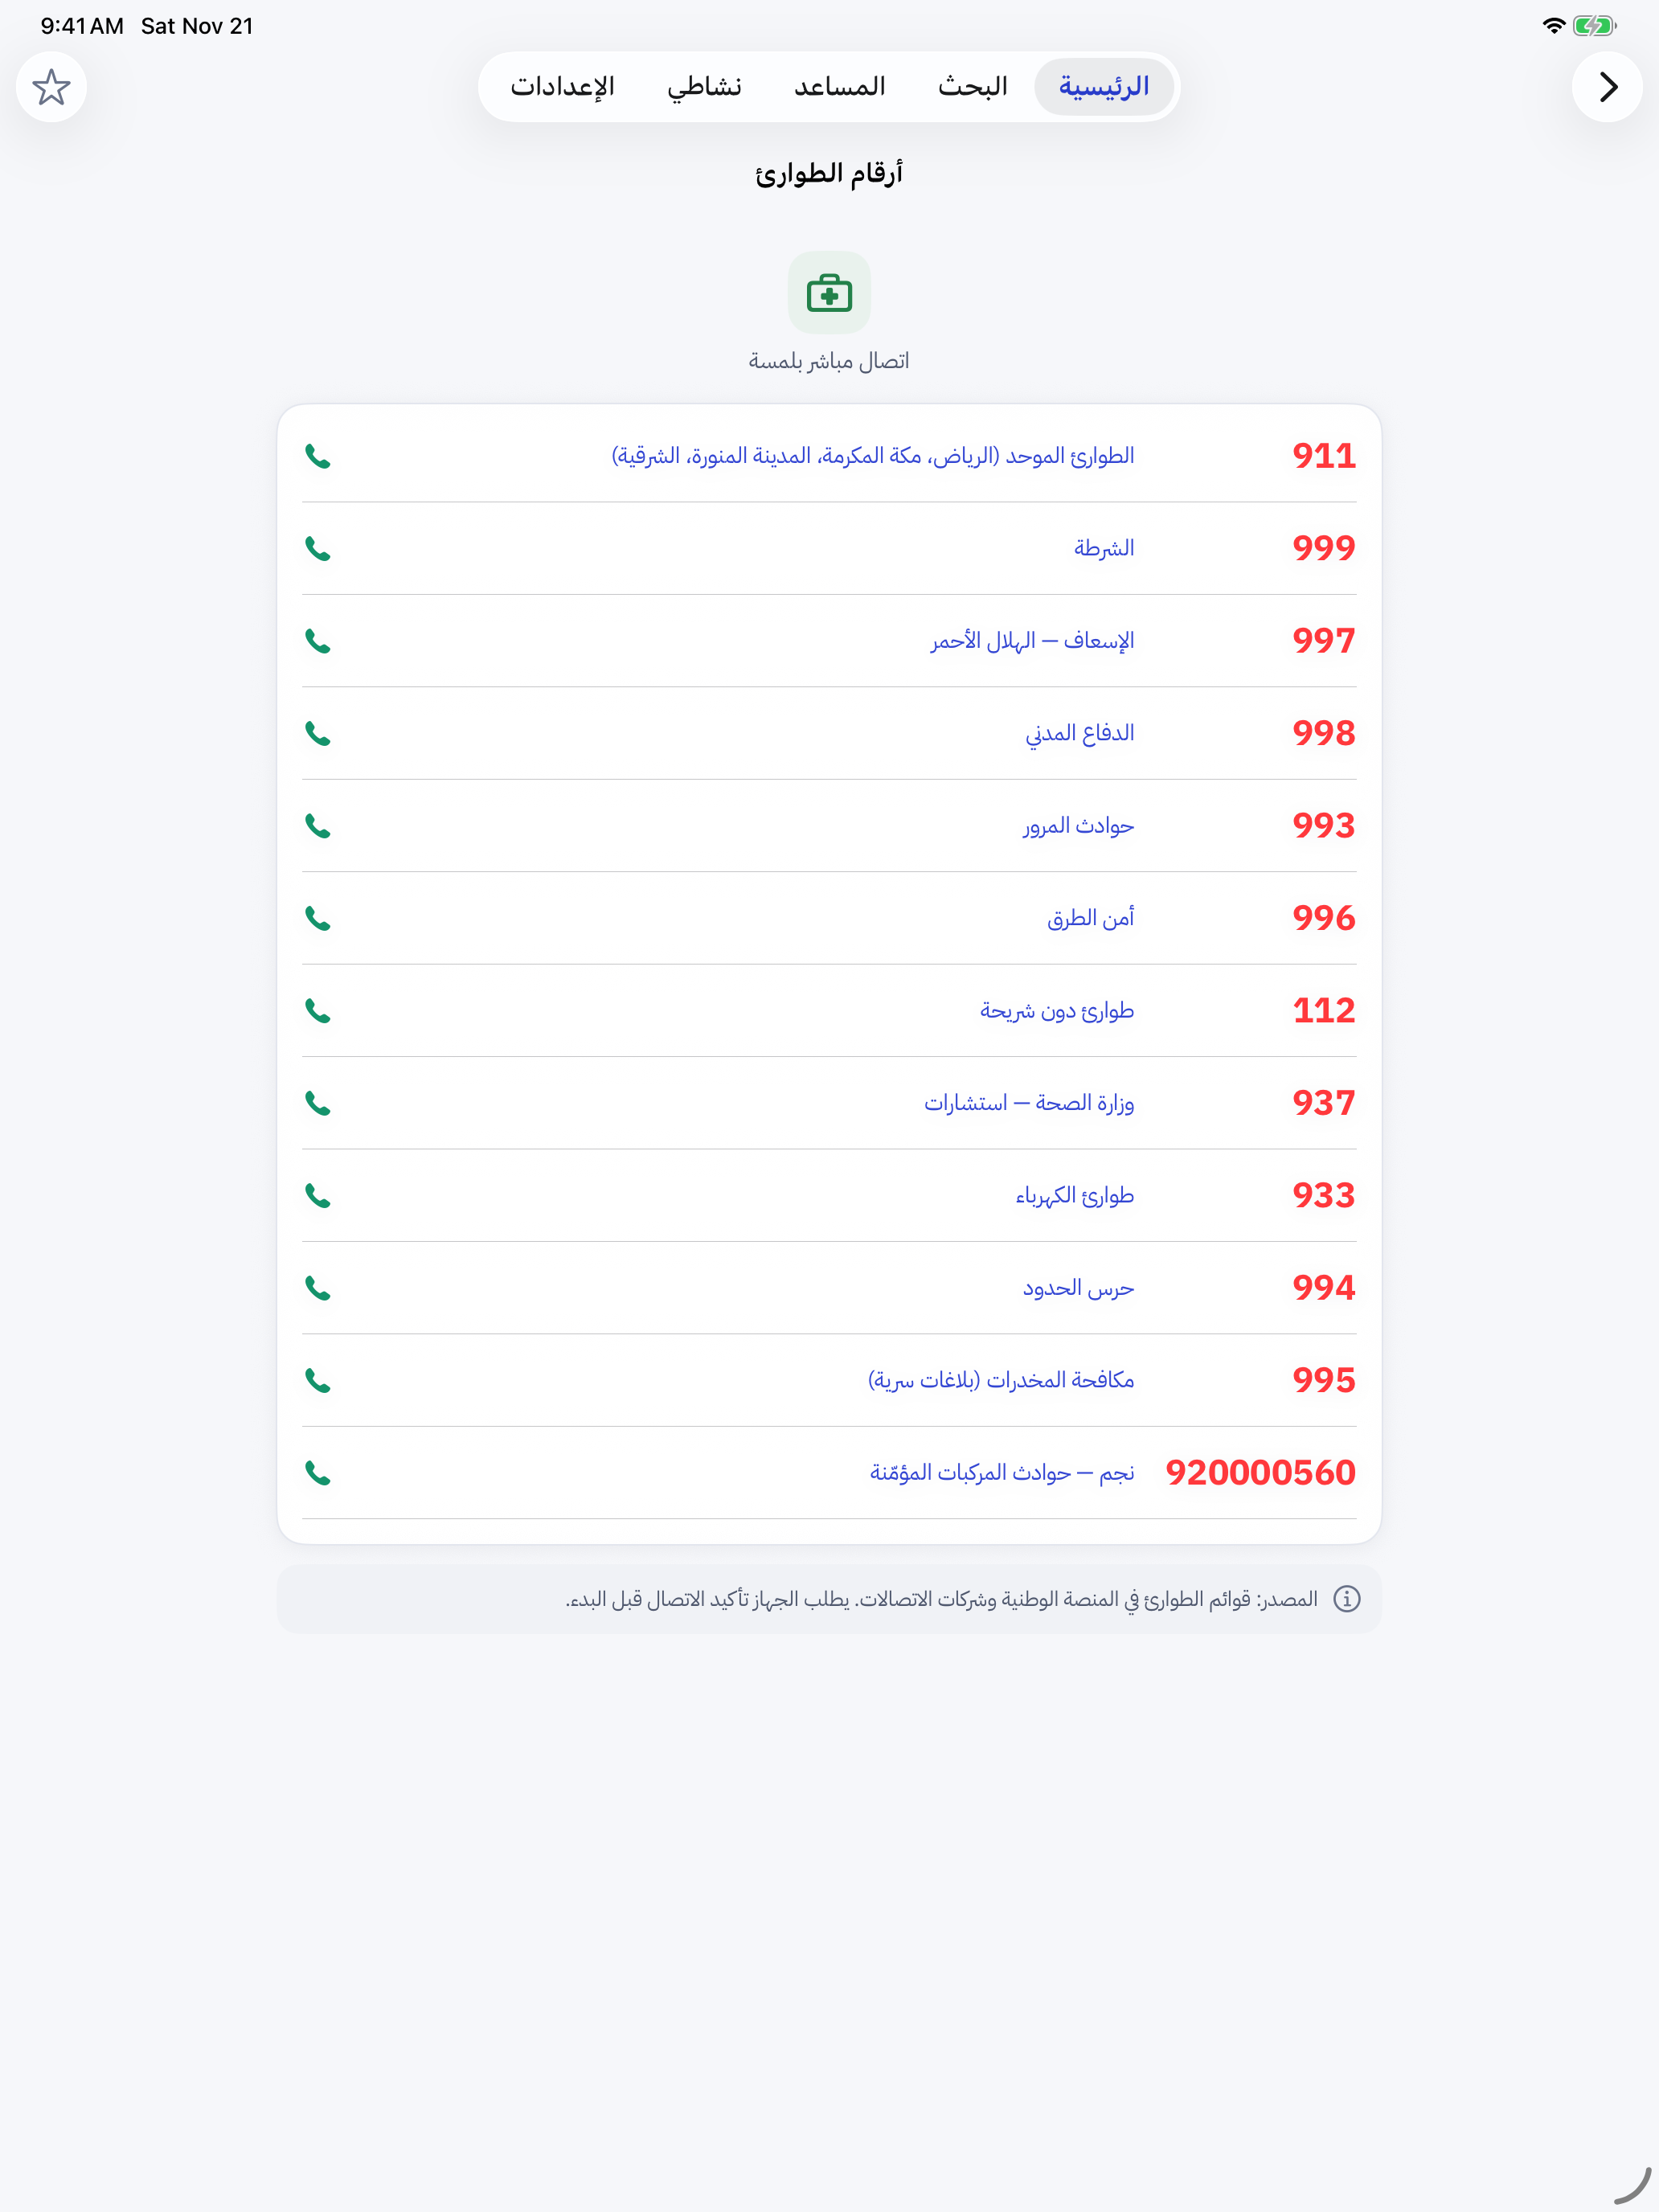 9:41 AM Sat Nov 21
الرئيسية البحث المساعد نشاطي الإعدادات
أرقام الطوارئ
اتصال مباشر بلمسة
911 الطوارئ الموحد (الرياض، مكة المكرمة، المدينة المنورة، الشرقية)
999 الشرطة
997 الإسعاف — الهلال الأحمر
998 الدفاع المدني
993 حوادث المرور
996 أمن الطرق
112 طوارئ دون شريحة
937 وزارة الصحة — استشارات
933 طوارئ الكهرباء
994 حرس الحدود
995 مكافحة المخدرات (بلاغات سرية)
920000560 نجم — حوادث المركبات المؤمّنة
المصدر: قوائم الطوارئ في المنصة الوطنية وشركات الاتصالات. يطلب الجهاز تأكيد الاتصال قبل البدء.